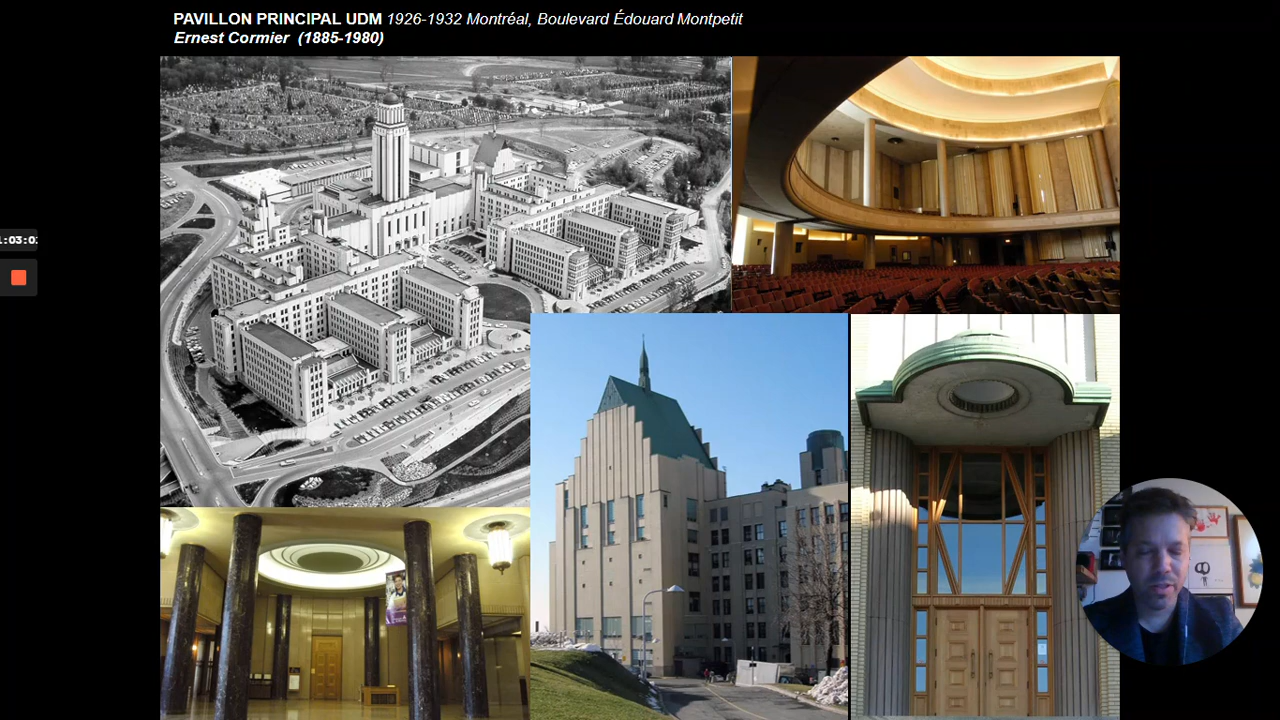 PAVILLON PRINCIPAL UDM 1926-1932 Montréal, Boulevard Édouard Montpetit
Ernest Cormier (1885-1980)